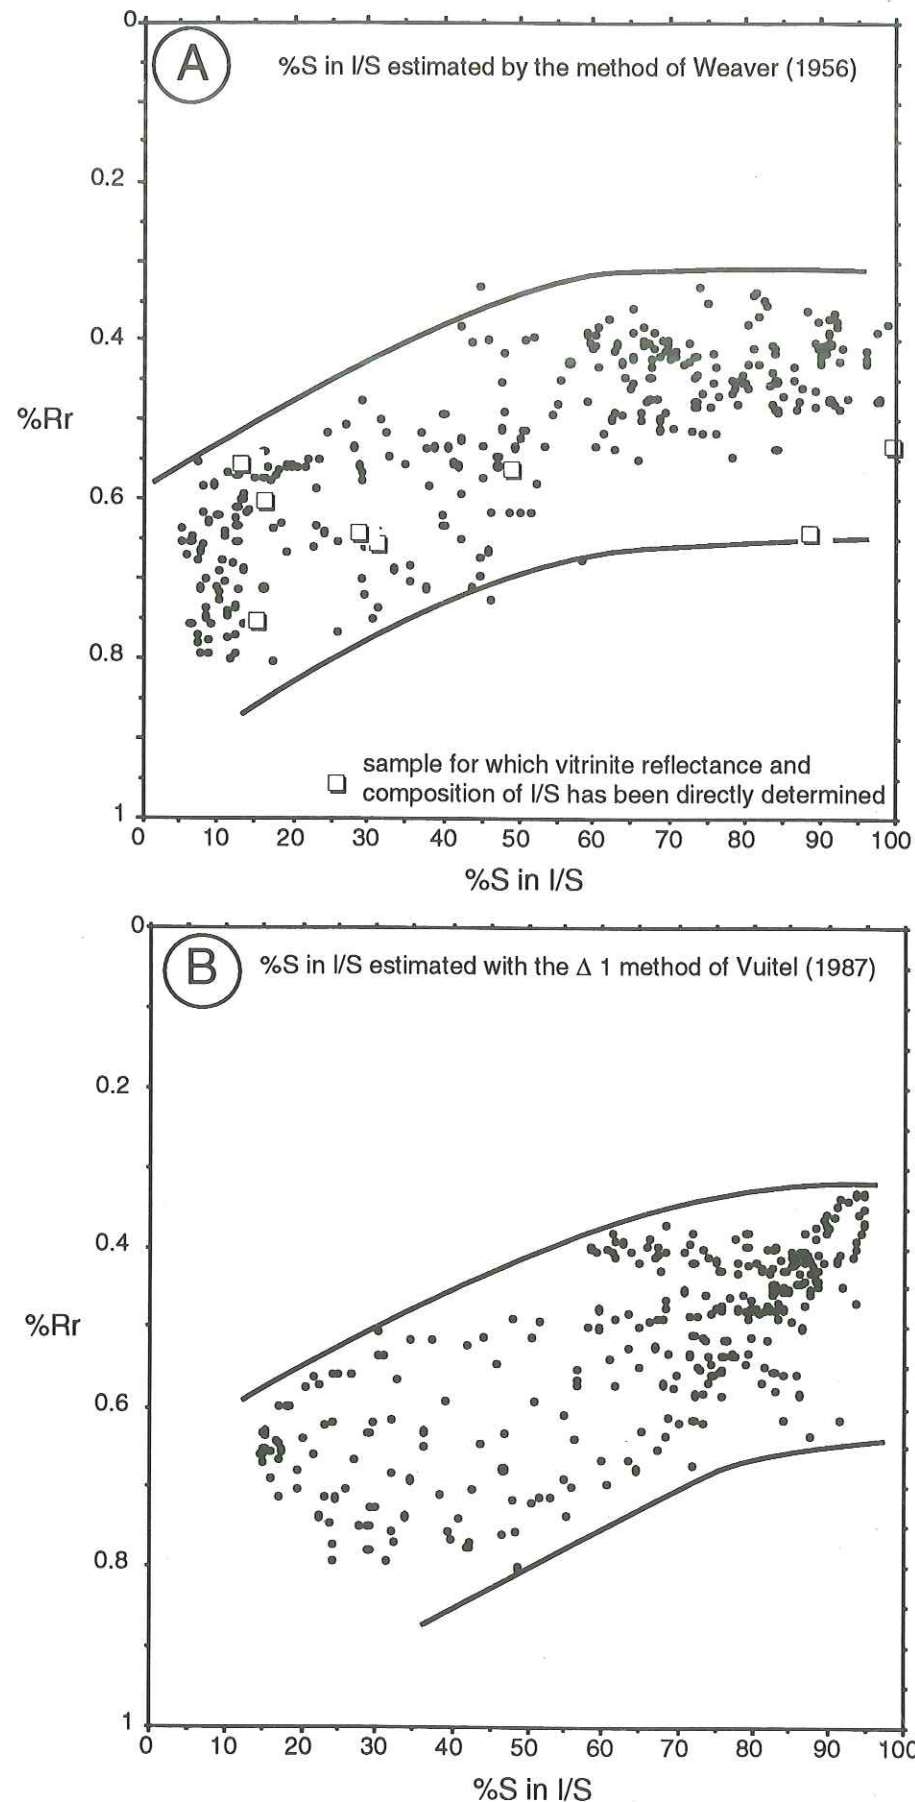 0
A
%S in I/S estimated by the method of Weaver (1956)
0.2
0.4
%Rr
0.6
0.8
sample for which vitrinite reflectance and
composition of I/S has been directly determined
1
0 10 20 30 40 50 60 70 80 90 100
%S in I/S
0
B
%S in I/S estimated with the Δ 1 method of Vuitel (1987)
0.2
0.4
%Rr
0.6
0.8
1
0 10 20 30 40 50 60 70 80 90 100
%S in I/S